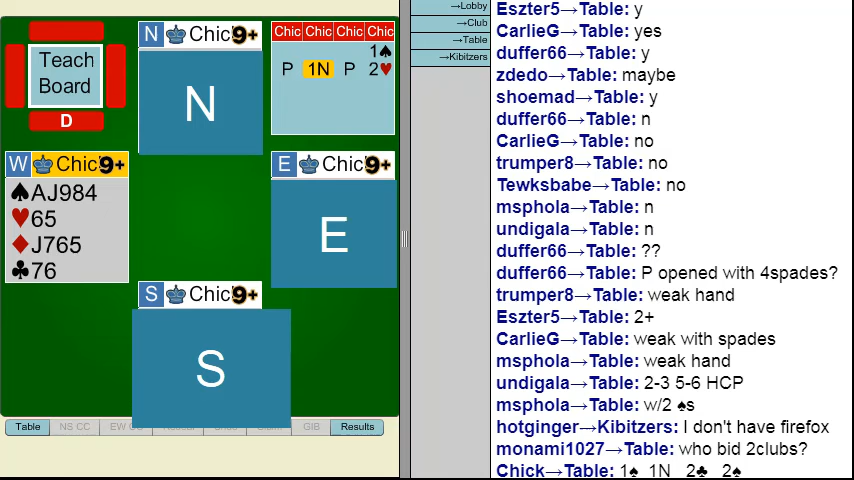 Teach
Board
D
N Chic 9+
N
Chic Chic Chic Chic
1♠
P 1N P 2♥
W Chic 9+
♠AJ984
♥65
♦J765
♣76
E Chic 9+
E
S Chic 9+
S
Table NS CC GIB Results
→Lobby
→Club
→Table
→Kibitzers
Eszter5→Table: y
CarlieG→Table: yes
duffer66→Table: y
zdedo→Table: maybe
shoemad→Table: y
duffer66→Table: n
CarlieG→Table: no
trumper8→Table: no
Tewksbabe→Table: no
msphola→Table: n
undigala→Table: n
duffer66→Table: ??
duffer66→Table: P opened with 4spades?
trumper8→Table: weak hand
Eszter5→Table: 2+
CarlieG→Table: weak with spades
msphola→Table: weak hand
undigala→Table: 2-3 5-6 HCP
msphola→Table: w/2 ♠s
hotginger→Kibitzers: I don't have firefox
monami1027→Table: who bid 2clubs?
Chick→Table: 1♠ 1N 2♣ 2♠